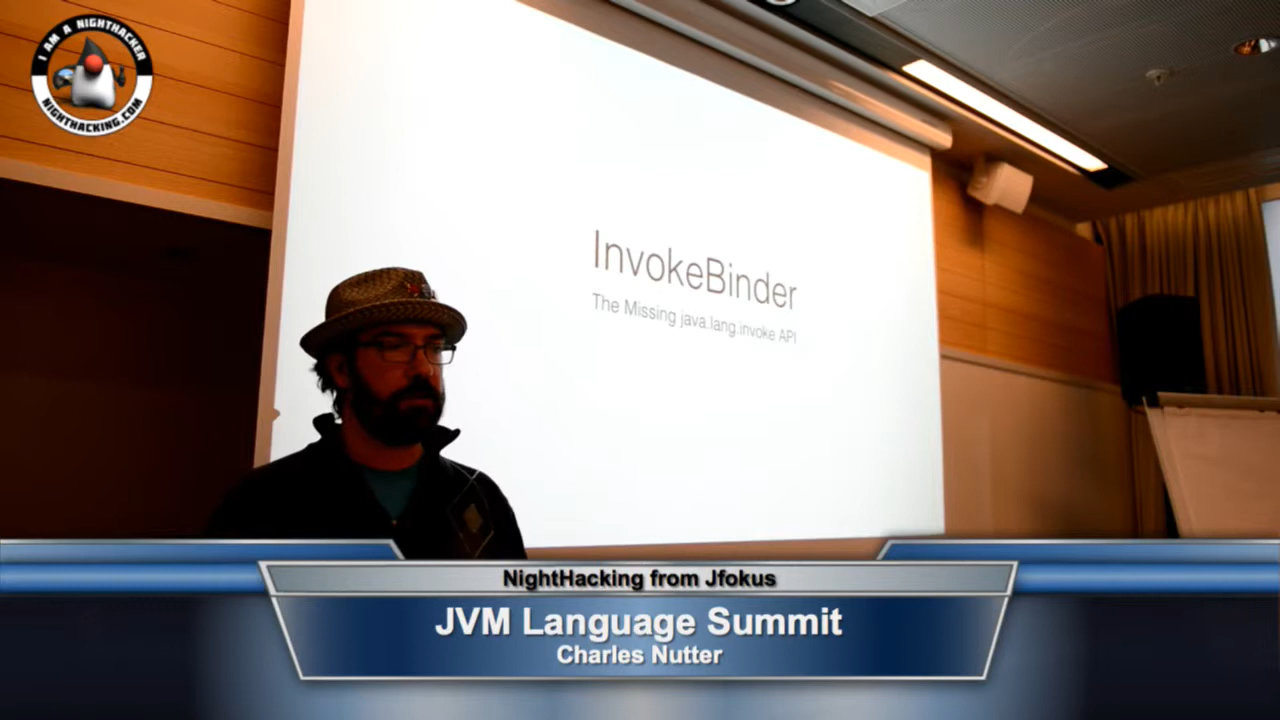 I AM A NIGHTHACKER
NIGHTHACKING.COM
InvokeBinder
The Missing java.lang.invoke API
NightHacking from Jfokus
JVM Language Summit
Charles Nutter